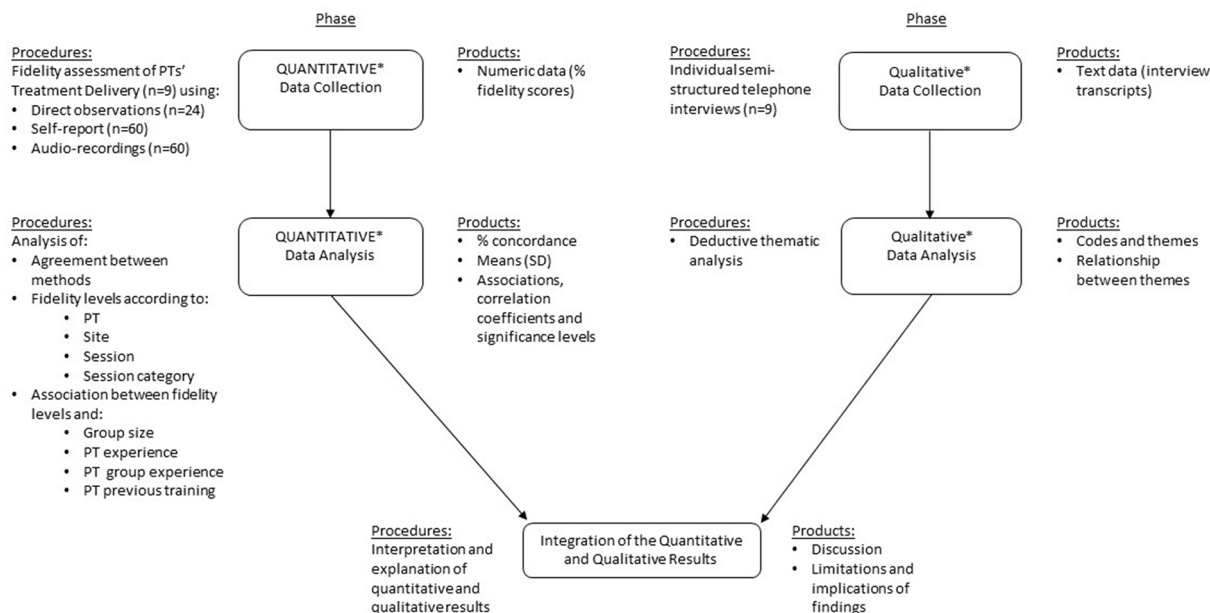 Phase
Procedures:
Fidelity assessment of PTs'
Treatment Delivery (n=9) using:
• Direct observations (n=24)
• Self-report (n=60)
• Audio-recordings (n=60)
QUANTITATIVE*
Data Collection
Products:
• Numeric data (%
fidelity scores)
Procedures:
Analysis of:
• Agreement between
methods
• Fidelity levels according to:
• PT
• Site
• Session
• Session category
• Association between fidelity
levels and:
• Group size
• PT experience
• PT group experience
• PT previous training
QUANTITATIVE*
Data Analysis
Products:
• % concordance
• Means (SD)
• Associations,
correlation
coefficients and
significance levels
Phase
Procedures:
Individual semi-
structured telephone
interviews (n=9)
Qualitative*
Data Collection
Products:
• Text data (interview
transcripts)
Procedures:
• Deductive thematic
analysis
Qualitative*
Data Analysis
Products:
• Codes and themes
• Relationship
between themes
Procedures:
Interpretation and
explanation of
quantitative and
qualitative results
Integration of the Quantitative
and Qualitative Results
Products:
• Discussion
• Limitations and
implications of
findings